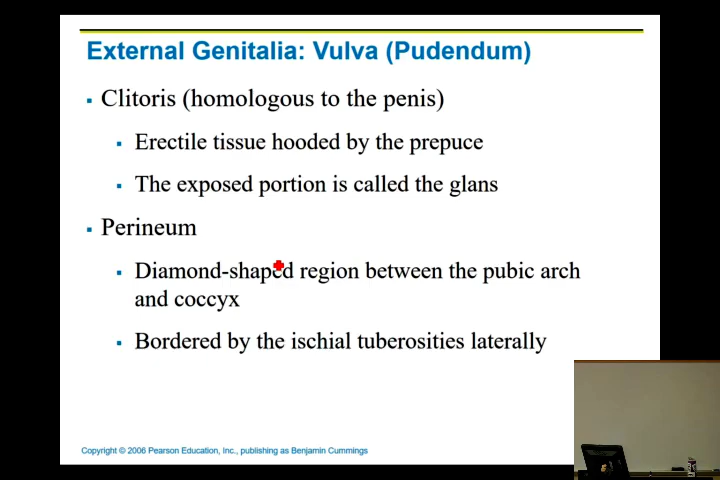 External Genitalia: Vulva (Pudendum)
Clitoris (homologous to the penis)
Erectile tissue hooded by the prepuce
The exposed portion is called the glans
Perineum
Diamond-shaped region between the pubic arch
and coccyx
Bordered by the ischial tuberosities laterally
Copyright © 2006 Pearson Education, Inc., publishing as Benjamin Cummings